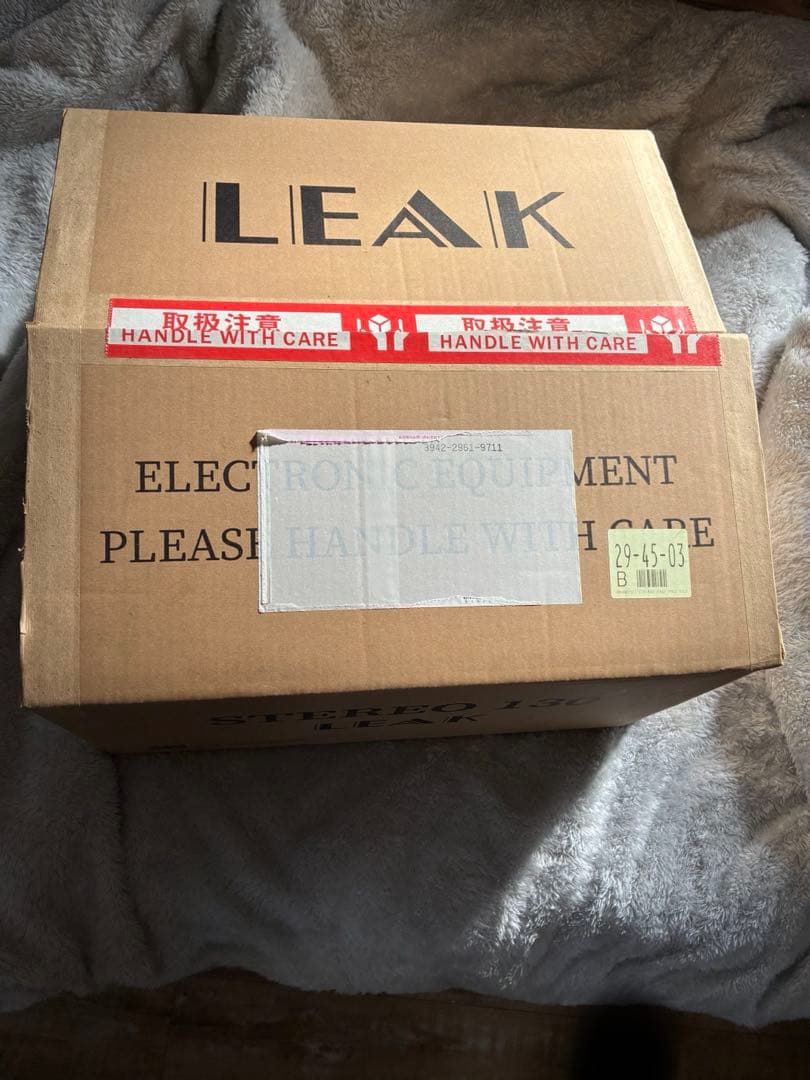 LEAK
取扱注意 取扱注意
HANDLE WITH CARE HANDLE WITH CARE
3942-2961-9711
ELECTRONIC EQUIPMENT
PLEASE HANDLE WITH CARE
29-45-03
B
STEREO 130
LEAK